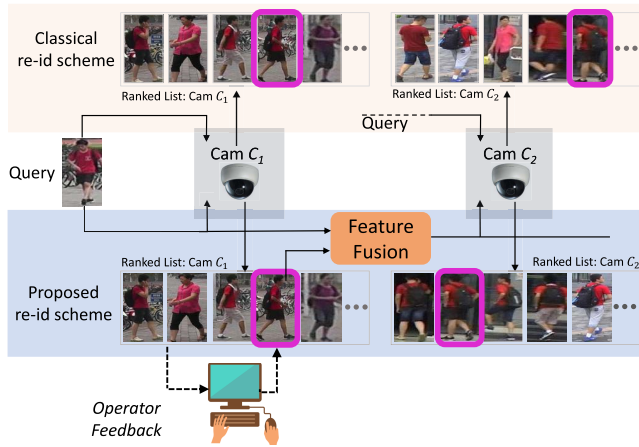 Classical
re-id scheme
Ranked List: Cam C1
Ranked List: Cam C2
Query
Query
Cam C1
Cam C2
Feature
Fusion
Ranked List: Cam C1
Ranked List: Cam C2
Proposed
re-id scheme
Operator
Feedback